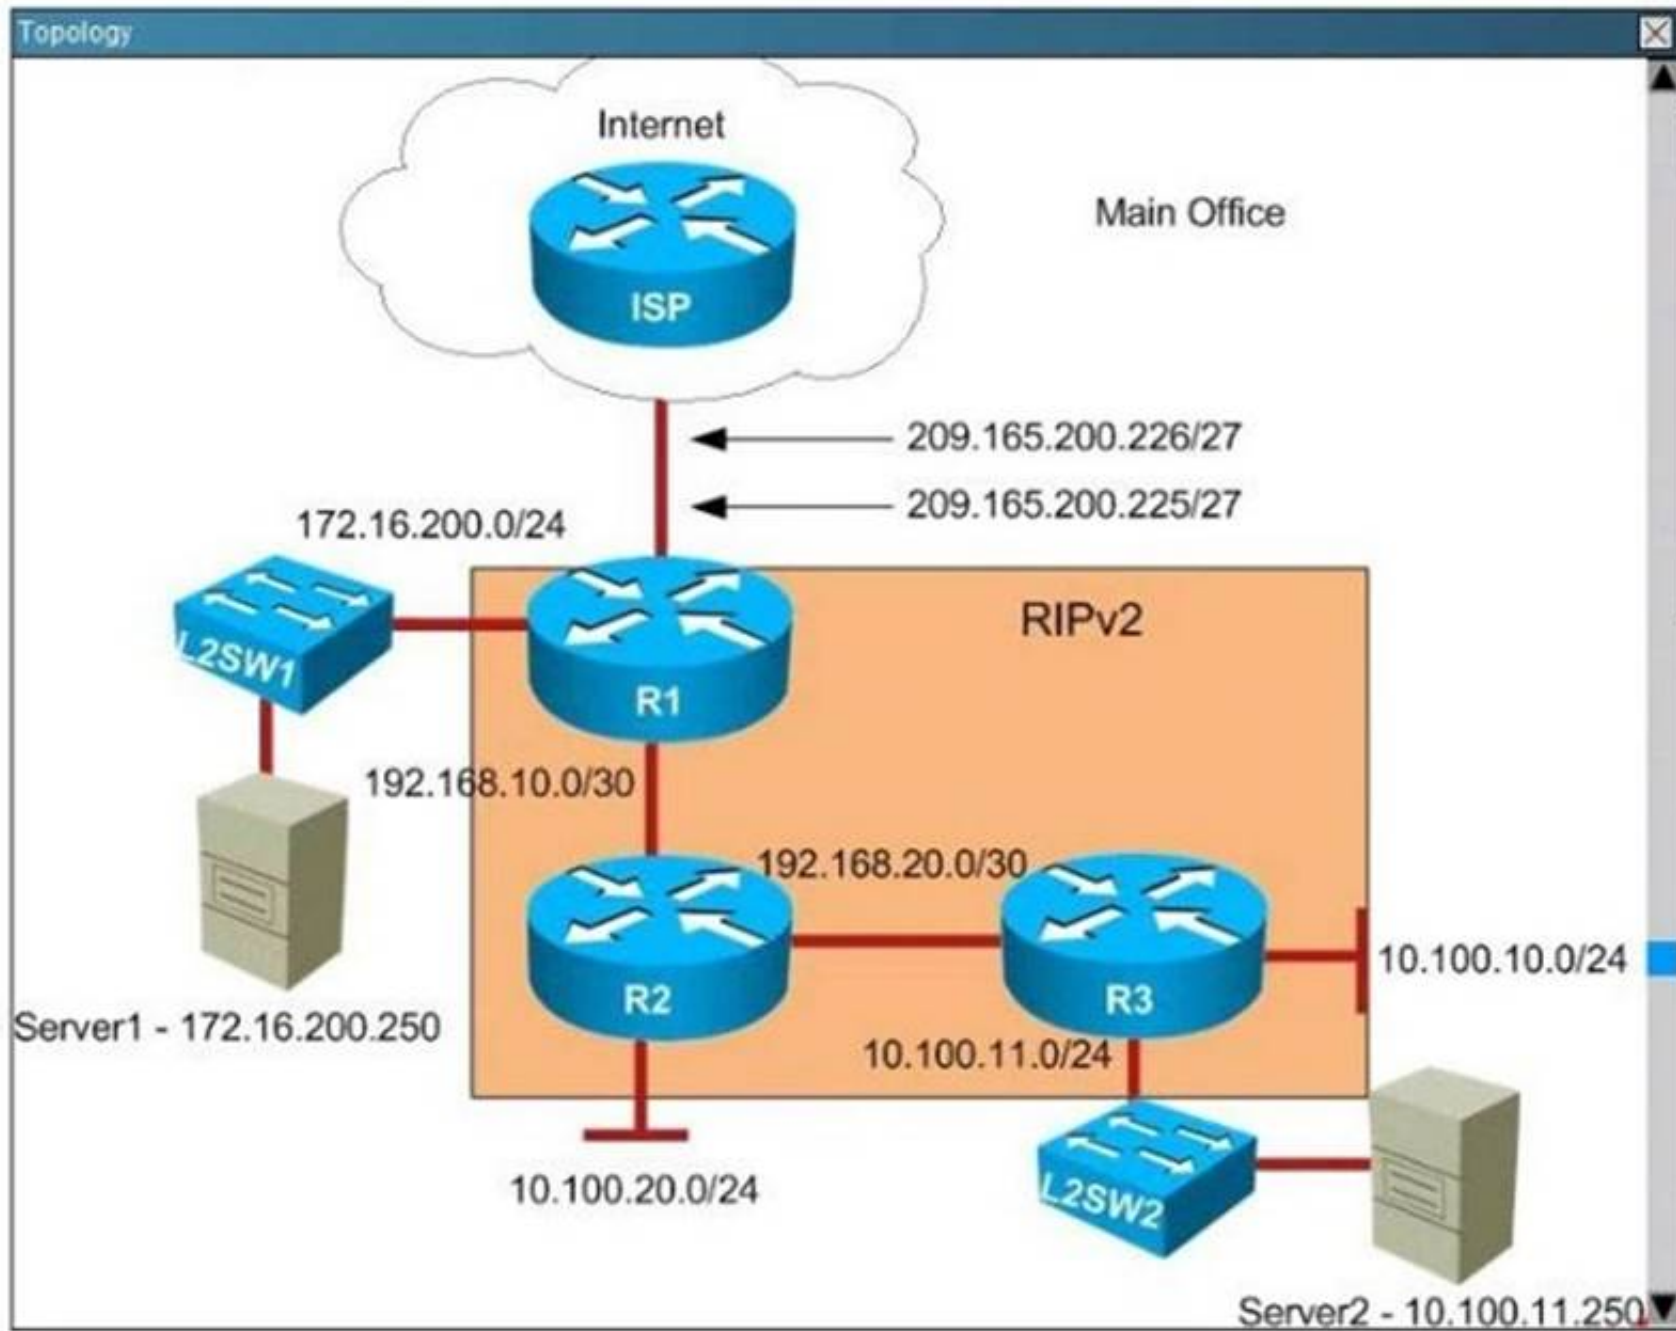 Topology
Internet
Main Office
ISP
209.165.200.226/27
209.165.200.225/27
172.16.200.0/24
RIPv2
L2SW1
R1
192.168.10.0/30
192.168.20.0/30
10.100.10.0/24
R2
R3
Server1 - 172.16.200.250
10.100.11.0/24
10.100.20.0/24
L2SW2
Server2 - 10.100.11.250